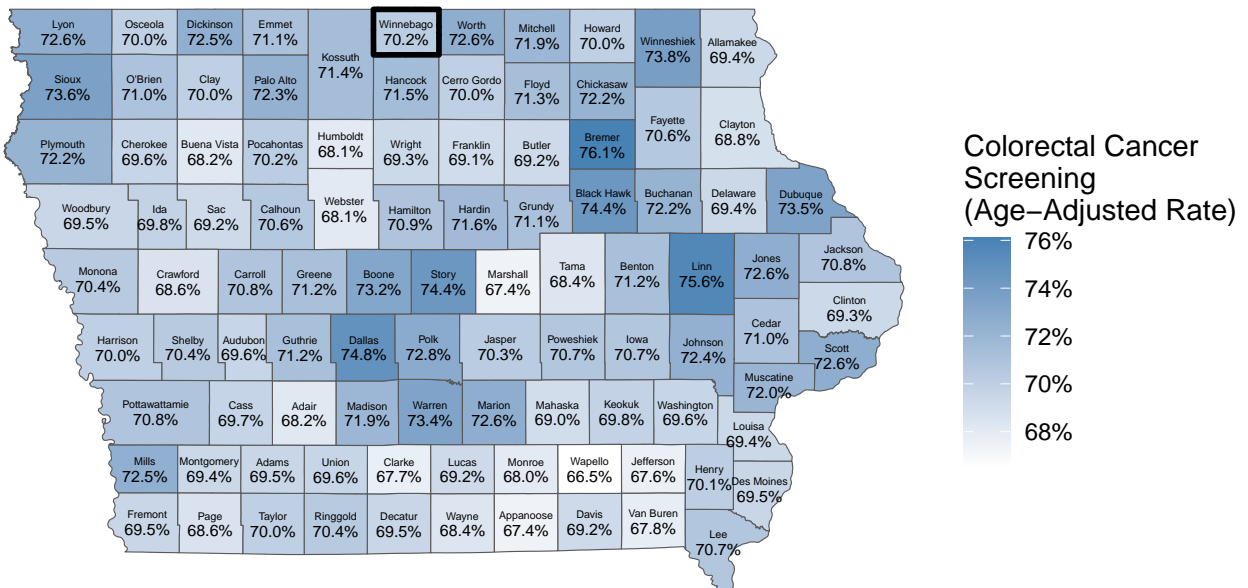 Lyon
72.6%
Osceola
70.0%
Dickinson
72.5%
Emmet
71.1%
Kossuth
71.4%
Winnebago
70.2%
Worth
72.6%
Mitchell
71.9%
Howard
70.0%
Winneshiek
73.8%
Allamakee
69.4%
Sioux
73.6%
O'Brien
71.0%
Clay
70.0%
Palo Alto
72.3%
Hancock
71.5%
Cerro Gordo
70.0%
Floyd
71.3%
Chickasaw
72.2%
Plymouth
72.2%
Cherokee
69.6%
Buena Vista
68.2%
Pocahontas
70.2%
Humboldt
68.1%
Wright
69.3%
Franklin
69.1%
Butler
69.2%
Bremer
76.1%
Fayette
70.6%
Clayton
68.8%
Woodbury
69.5%
Ida
69.8%
Sac
69.2%
Calhoun
70.6%
Webster
68.1%
Hamilton
70.9%
Hardin
71.6%
Grundy
71.1%
Black Hawk
74.4%
Buchanan
72.2%
Delaware
69.4%
Dubuque
73.5%
Monona
70.4%
Crawford
68.6%
Carroll
70.8%
Greene
71.2%
Boone
73.2%
Story
74.4%
Marshall
67.4%
Tama
68.4%
Benton
71.2%
Linn
75.6%
Jones
72.6%
Jackson
70.8%
Clinton
69.3%
Harrison
70.0%
Shelby
70.4%
Audubon
69.6%
Guthrie
71.2%
Dallas
74.8%
Polk
72.8%
Jasper
70.3%
Poweshiek
70.7%
Iowa
70.7%
Johnson
72.4%
Cedar
71.0%
Scott
72.6%
Muscatine
72.0%
Pottawattamie
70.8%
Cass
69.7%
Adair
68.2%
Madison
71.9%
Warren
73.4%
Marion
72.6%
Mahaska
69.0%
Keokuk
69.8%
Washington
69.6%
Louisa
69.4%
Mills
72.5%
Montgomery
69.4%
Adams
69.5%
Union
69.6%
Clarke
67.7%
Lucas
69.2%
Monroe
68.0%
Wapello
66.5%
Jefferson
67.6%
Henry
70.1%
Des Moines
69.5%
Fremont
69.5%
Page
68.6%
Taylor
70.0%
Ringgold
70.4%
Decatur
69.5%
Wayne
68.4%
Appanoose
67.4%
Davis
69.2%
Van Buren
67.8%
Lee
70.7%
Colorectal Cancer
Screening
(Age−Adjusted Rate)
76%
74%
72%
70%
68%